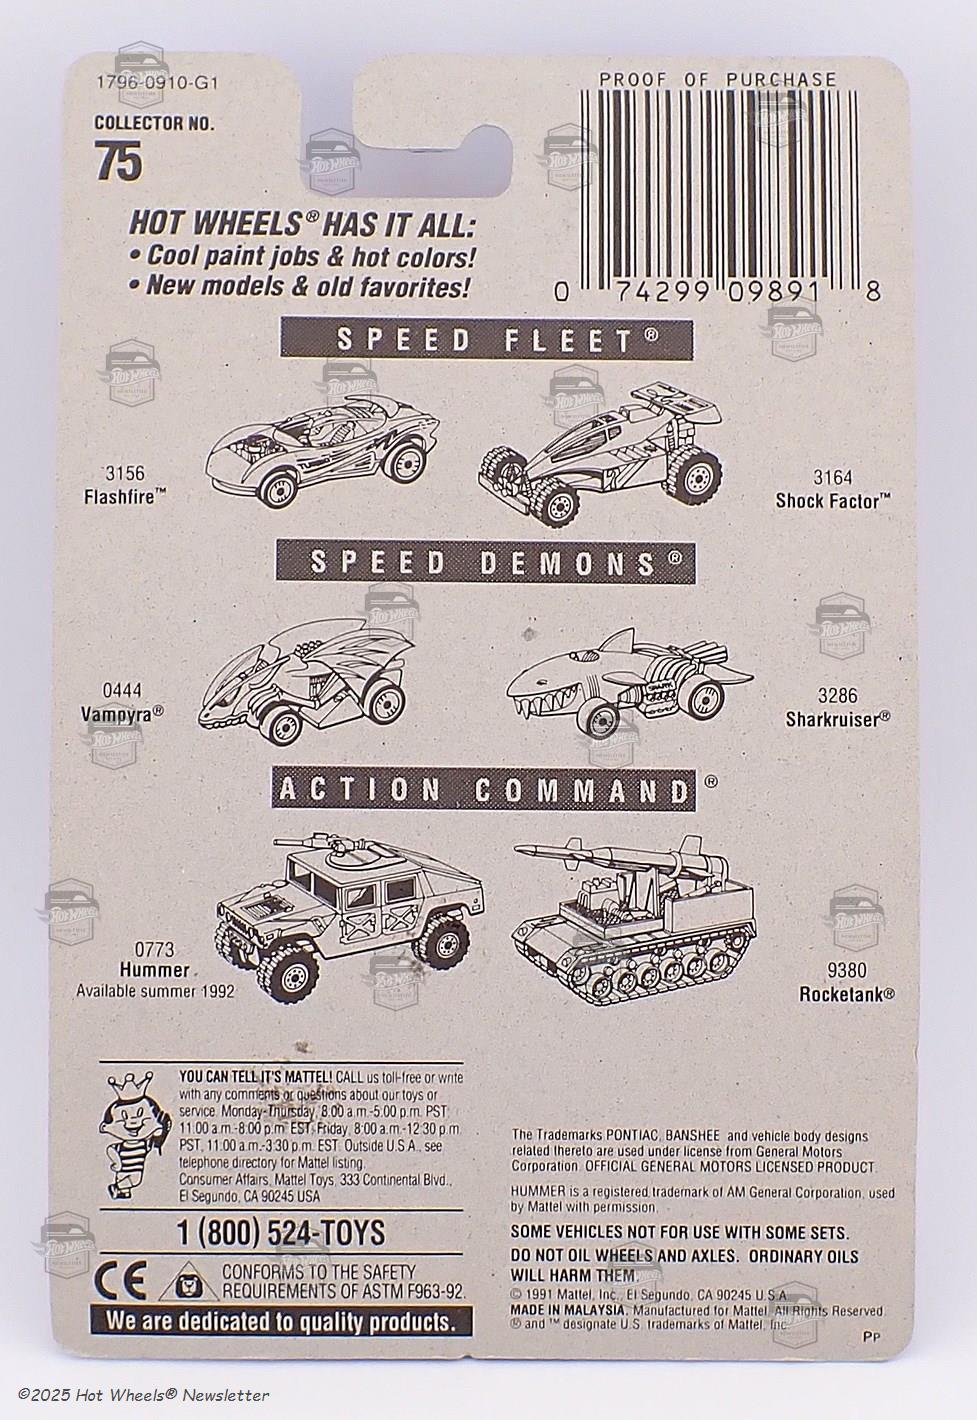 1796-0910-G1
PROOF OF PURCHASE
COLLECTOR NO.
75
HOT WHEELS® HAS IT ALL:
• Cool paint jobs & hot colors!
• New models & old favorites!
0 74299 09891 8
SPEED FLEET®
3156
Flashfire™
TURBO
3164
Shock Factor™
SPEED DEMONS®
0444
Vampyra®
3286
Sharkruiser®
ACTION COMMAND®
0773
Hummer
Available summer 1992
9380
Rocketank®
YOU CAN TELL IT'S MATTEL! CALL us toll-free or write
with any comments or questions about our toys or
service. Monday-Thursday, 8:00 a.m.-5:00 p.m. PST,
11:00 a.m.-8:00 p.m. EST. Friday, 8:00 a.m.-12:30 p.m.
PST, 11:00 a.m.-3:30 p.m. EST. Outside U.S.A., see
telephone directory for Mattel listing.
Consumer Affairs, Mattel Toys, 333 Continental Blvd.,
El Segundo, CA 90245 USA
1 (800) 524-TOYS
CE
CONFORMS TO THE SAFETY
REQUIREMENTS OF ASTM F963-92.
We are dedicated to quality products.
The Trademarks PONTIAC, BANSHEE and vehicle body designs
related thereto are used under license from General Motors
Corporation. OFFICIAL GENERAL MOTORS LICENSED PRODUCT.
HUMMER is a registered trademark of AM General Corporation, used
by Mattel with permission.
SOME VEHICLES NOT FOR USE WITH SOME SETS.
DO NOT OIL WHEELS AND AXLES. ORDINARY OILS
WILL HARM THEM.
© 1991 Mattel, Inc., El Segundo, CA 90245 U.S.A.
MADE IN MALAYSIA. Manufactured for Mattel. All Rights Reserved.
® and ™ designate U.S. trademarks of Mattel, Inc.
PP
©2025 Hot Wheels® Newsletter